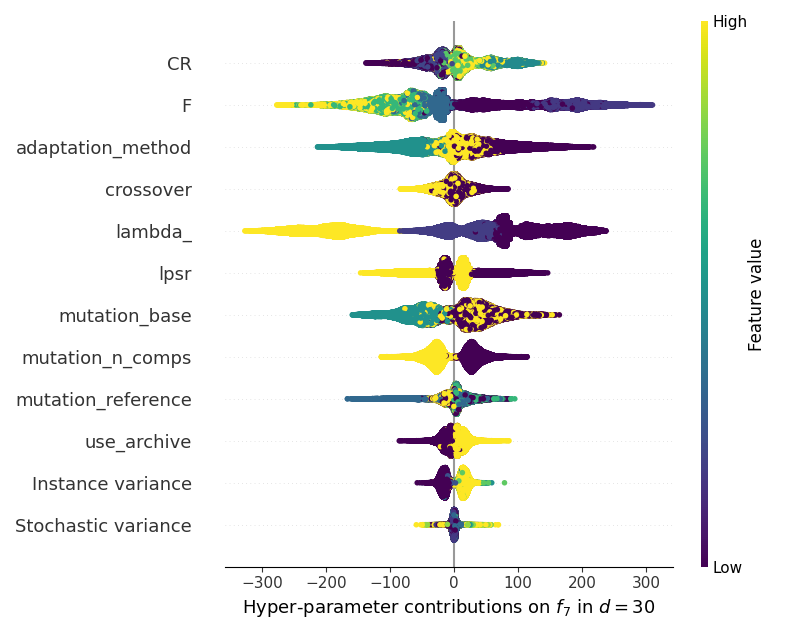 High
CR
F
adaptation_method
crossover
lambda_
lpsr
mutation_base
mutation_n_comps
mutation_reference
use_archive
Instance variance
Stochastic variance
Feature value
Low
−300 −200 −100 0 100 200 300
Hyper-parameter contributions on f₇ in d = 30